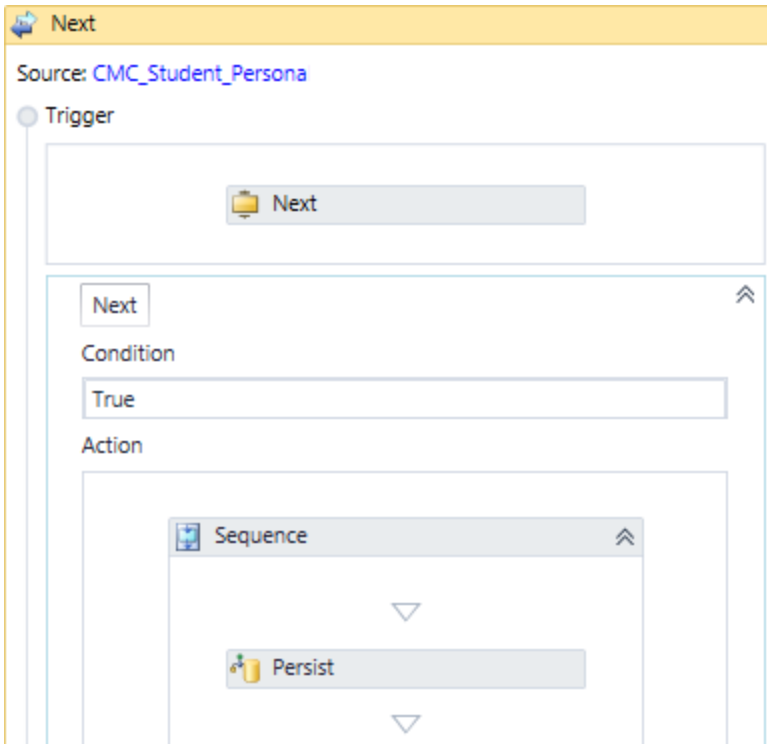 Next
Source: CMC_Student_Persona
Trigger
Next
Next
Condition
True
Action
Sequence
Persist